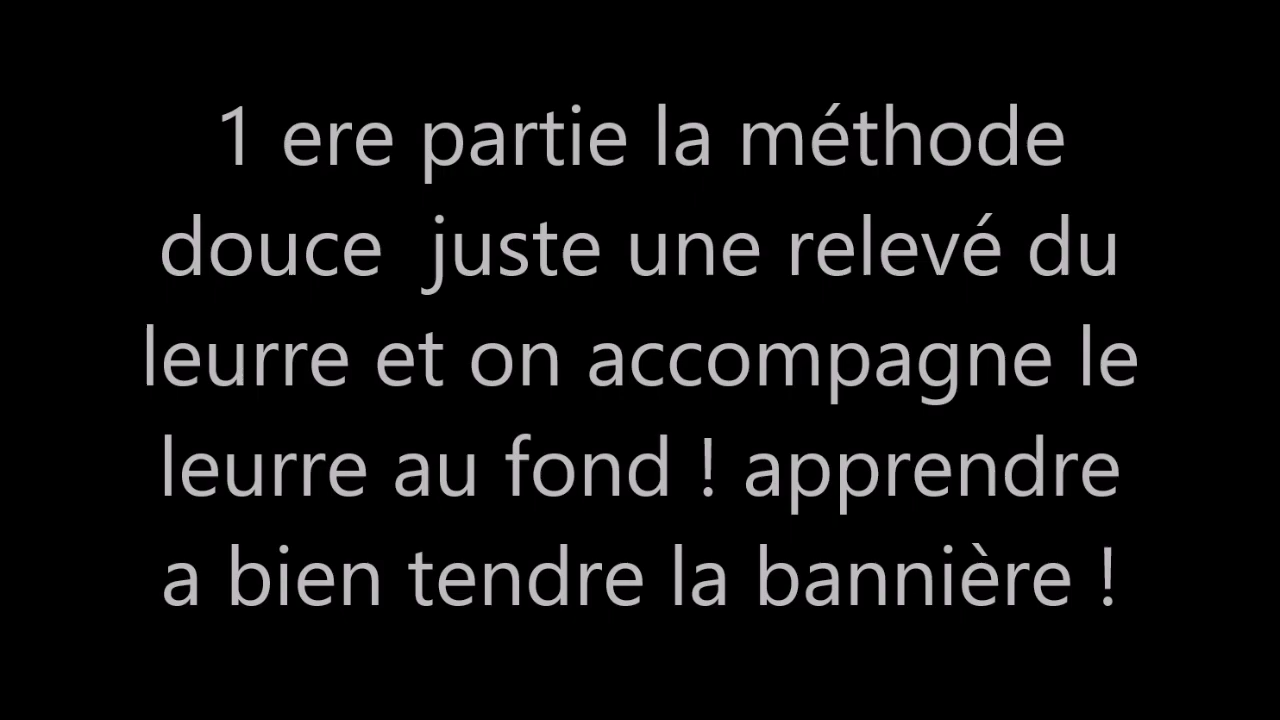 1 ere partie la méthode
douce  juste une relevé du
leurre et on accompagne le
leurre au fond ! apprendre
a bien tendre la bannière !